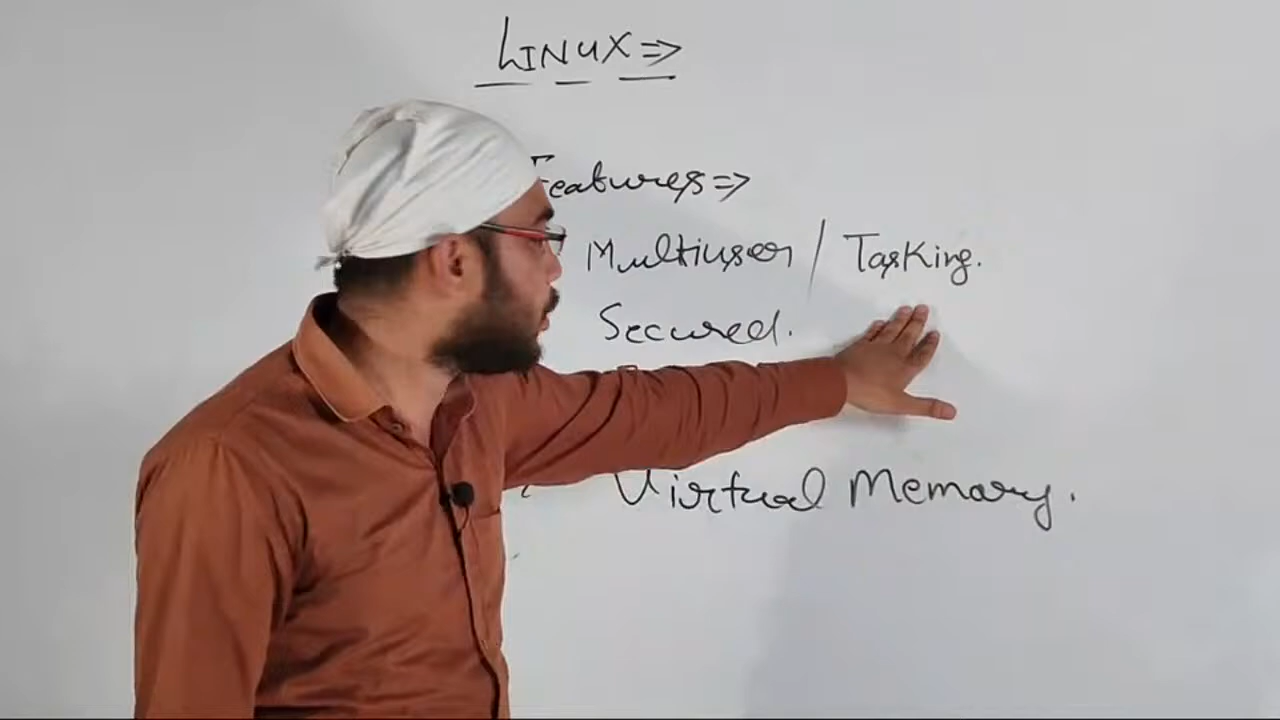 LINUX ⇒
Features ⇒
Multiuser / Tasking.
Secured.
Virtual Memory.